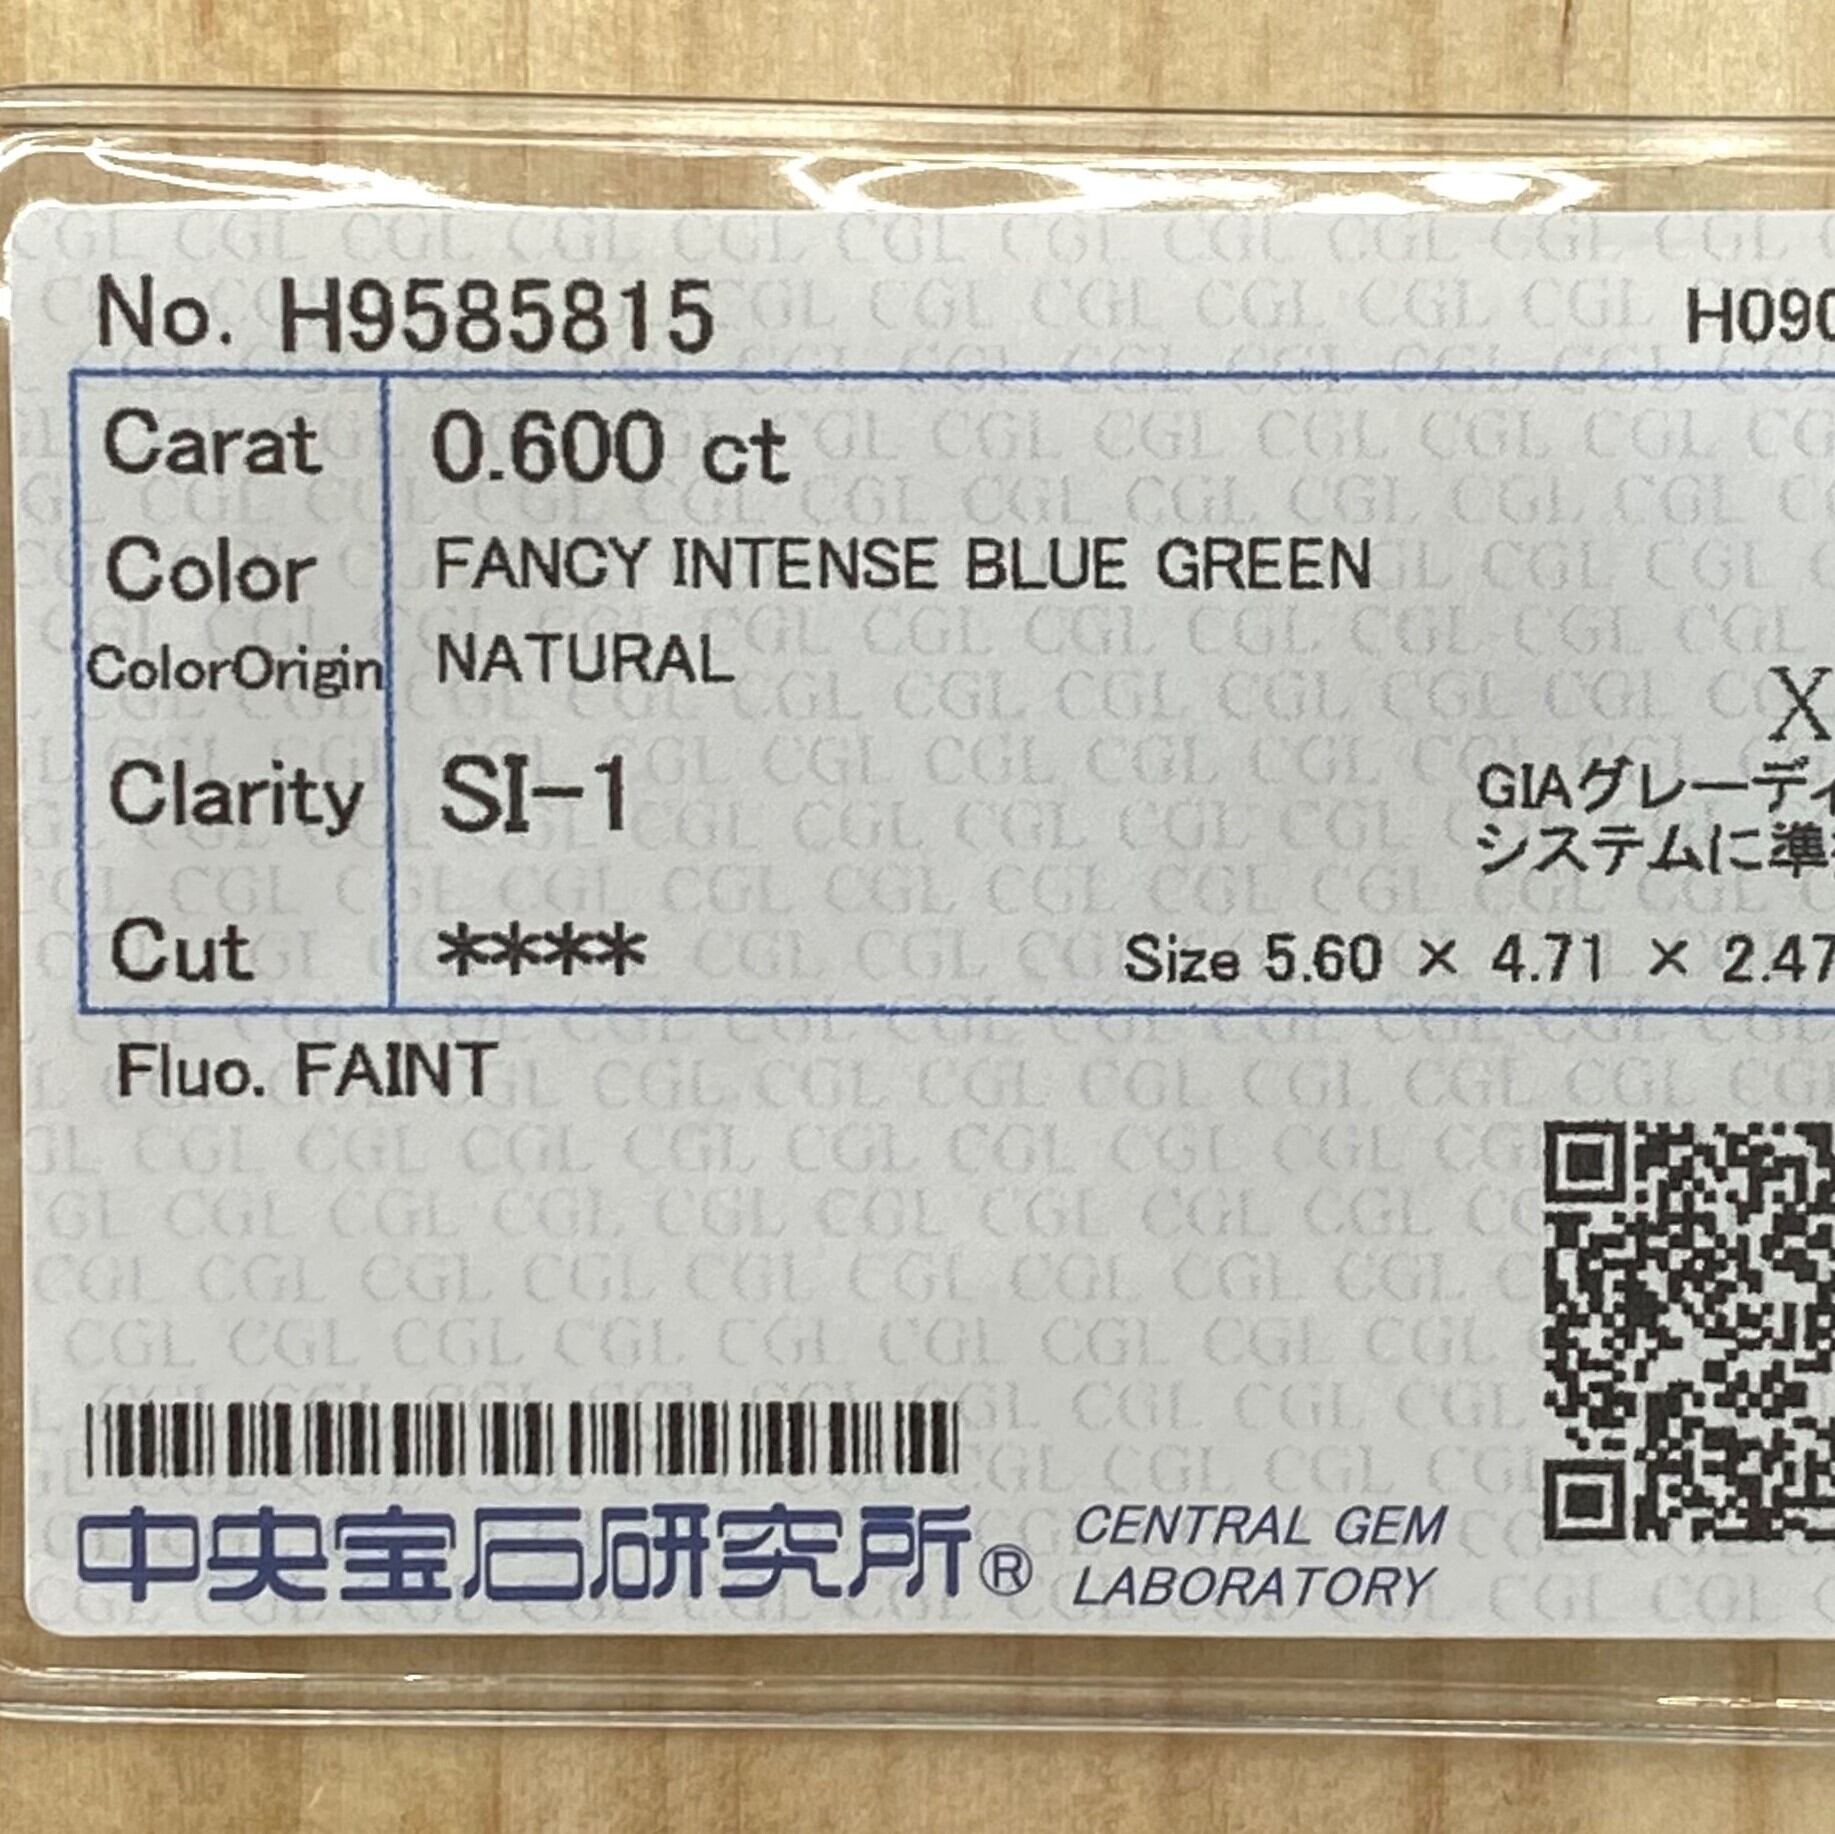 No. H9585815
H090
Carat 0.600 ct
Color FANCY INTENSE BLUE GREEN
ColorOrigin NATURAL
X
Clarity SI-1
GIAグレーディ
システムに準
Cut ****
Size 5.60 × 4.71 × 2.47
Fluo. FAINT
中央宝石研究所®
CENTRAL GEM
LABORATORY